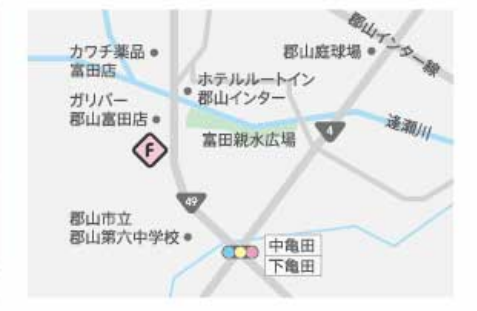 郡山インター線
カワチ薬品
富田店
郡山庭球場
ホテルルートイン
郡山インター
ガリバー
郡山富田店
富田親水広場
4
逢瀬川
F
49
郡山市立
郡山第六中学校
中亀田
下亀田